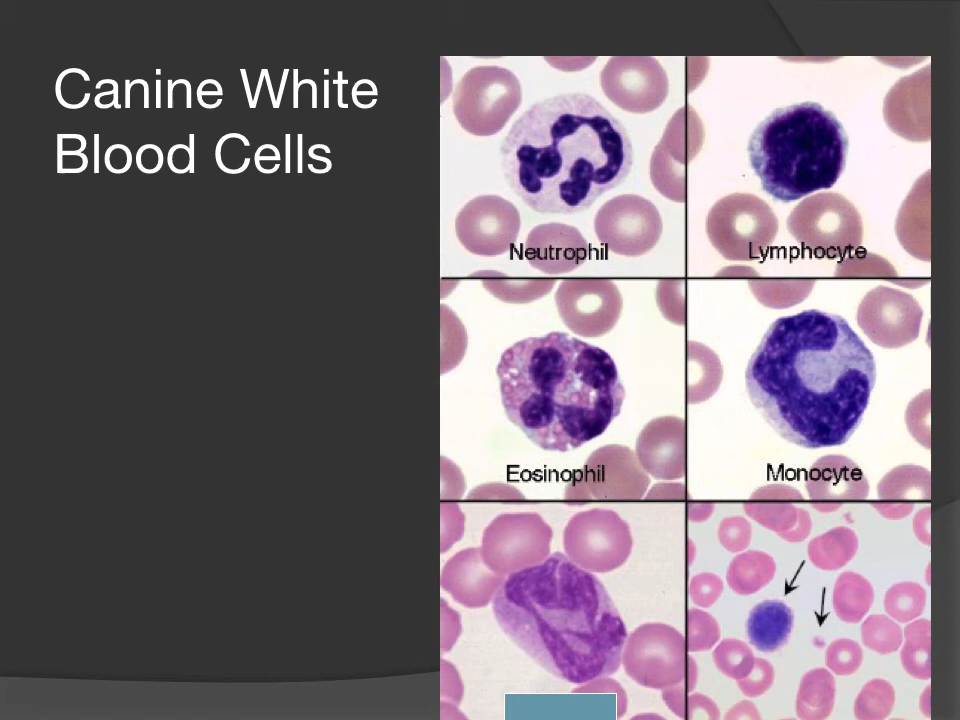 Canine White
Blood Cells
Neutrophil
Lymphocyte
Eosinophil
Monocyte